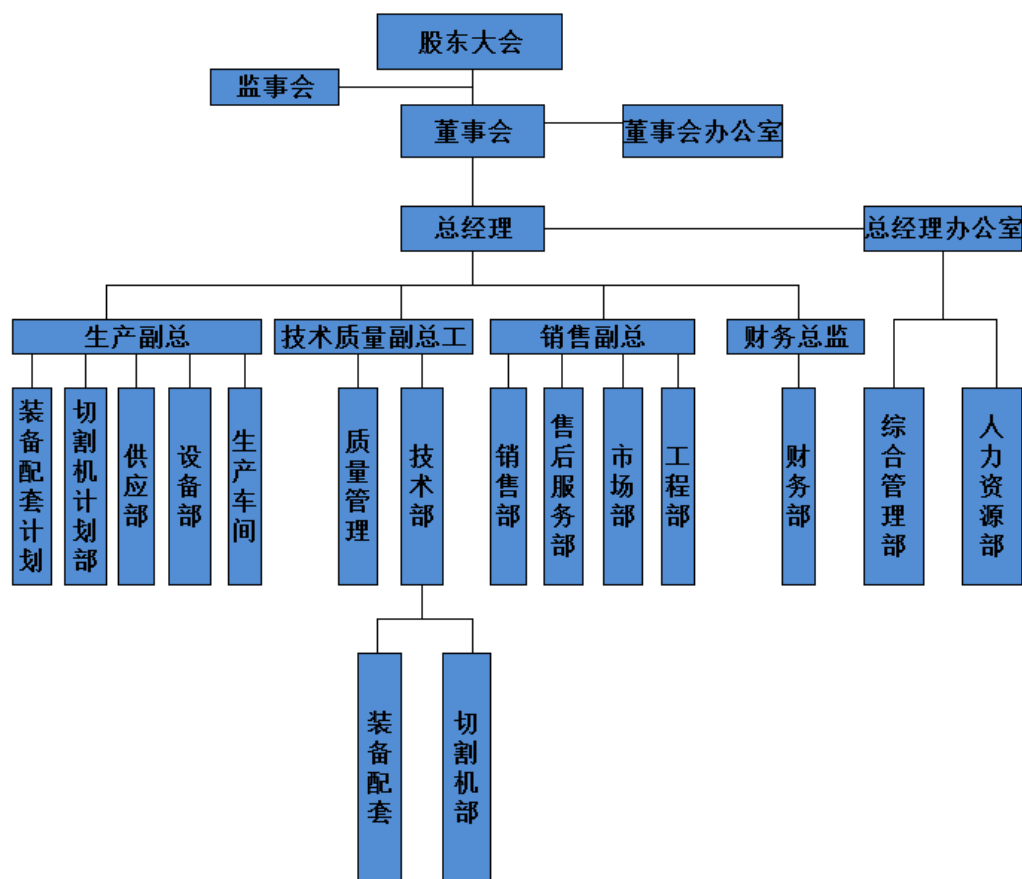 股东大会
监事会
董事会
董事会办公室
总经理
总经理办公室
生产副总
技术质量副总工
销售副总
财务总监
装备配套计划
切割机计划部
供应部
设备部
生产车间
质量管理
技术部
销售部
售后服务部
市场部
工程部
财务部
综合管理部
人力资源部
装备配套
切割机部